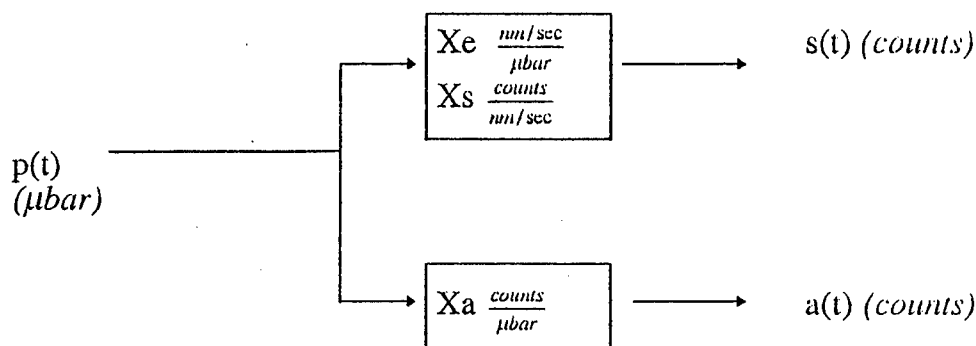 Xe nm/sec / μbar
Xs counts / nm/sec
s(t) (counts)
p(t)
(μbar)
Xa counts / μbar
a(t) (counts)